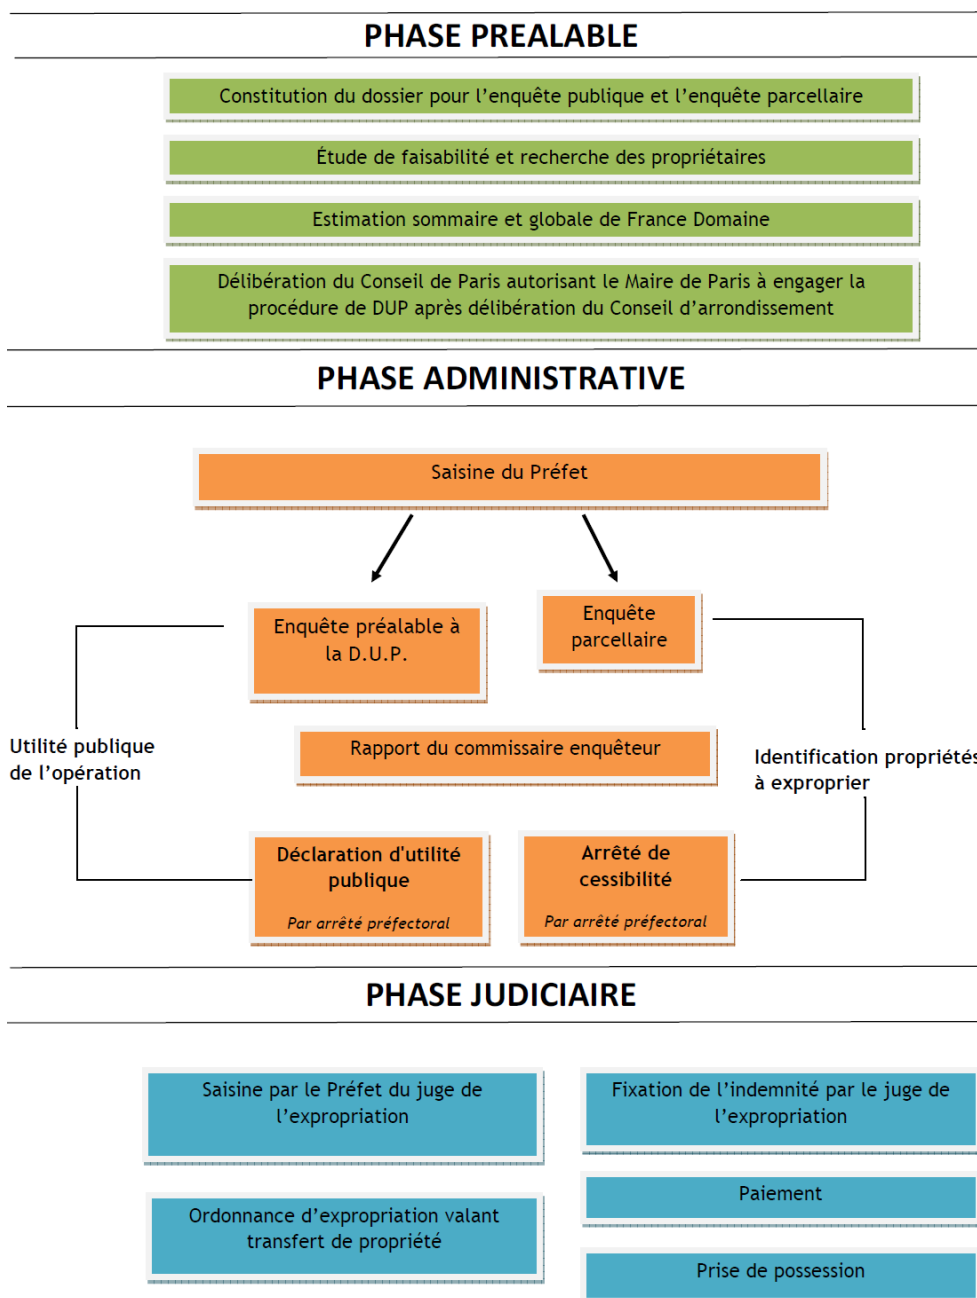 PHASE PREALABLE
Constitution du dossier pour l’enquête publique et l’enquête parcellaire
Étude de faisabilité et recherche des propriétaires
Estimation sommaire et globale de France Domaine
Délibération du Conseil de Paris autorisant le Maire de Paris à engager la
procédure de DUP après délibération du Conseil d’arrondissement
PHASE ADMINISTRATIVE
Saisine du Préfet
Enquête préalable à
la D.U.P.
Enquête
parcellaire
Utilité publique
de l’opération
Rapport du commissaire enquêteur
Identification propriétés
à exproprier
Déclaration d'utilité
publique
Par arrêté préfectoral
Arrêté de
cessibilité
Par arrêté préfectoral
PHASE JUDICIAIRE
Saisine par le Préfet du juge de
l’expropriation
Ordonnance d’expropriation valant
transfert de propriété
Fixation de l’indemnité par le juge de
l’expropriation
Paiement
Prise de possession